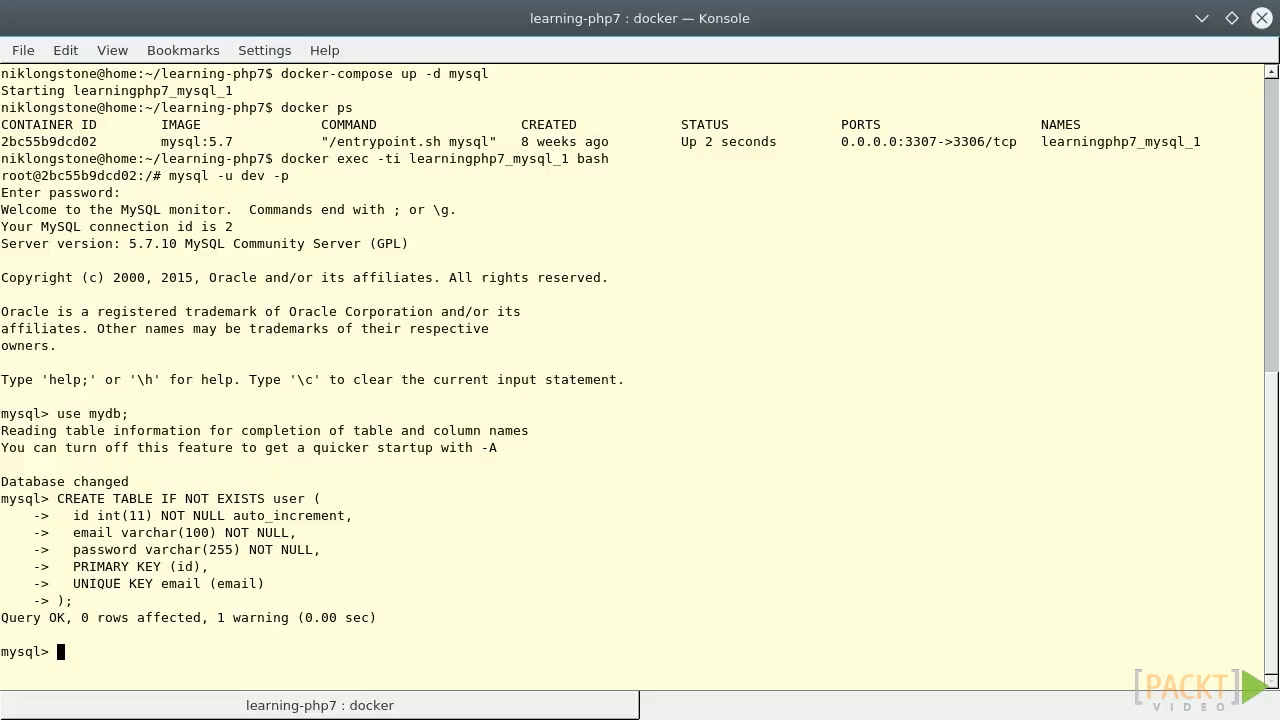 learning-php7 : docker — Konsole
File Edit View Bookmarks Settings Help
niklongstone@home:~/learning-php7$ docker-compose up -d mysql
Starting learningphp7_mysql_1
niklongstone@home:~/learning-php7$ docker ps
CONTAINER ID        IMAGE               COMMAND                  CREATED             STATUS              PORTS                    NAMES
2bc55b9dcd02        mysql:5.7           "/entrypoint.sh mysql"   8 weeks ago         Up 2 seconds        0.0.0.0:3307->3306/tcp   learningphp7_mysql_1
niklongstone@home:~/learning-php7$ docker exec -ti learningphp7_mysql_1 bash
root@2bc55b9dcd02:/# mysql -u dev -p
Enter password:
Welcome to the MySQL monitor.  Commands end with ; or \g.
Your MySQL connection id is 2
Server version: 5.7.10 MySQL Community Server (GPL)
Copyright (c) 2000, 2015, Oracle and/or its affiliates. All rights reserved.
Oracle is a registered trademark of Oracle Corporation and/or its
affiliates. Other names may be trademarks of their respective
owners.
Type 'help;' or '\h' for help. Type '\c' to clear the current input statement.
mysql> use mydb;
Reading table information for completion of table and column names
You can turn off this feature to get a quicker startup with -A
Database changed
mysql> CREATE TABLE IF NOT EXISTS user (
    ->   id int(11) NOT NULL auto_increment,
    ->   email varchar(100) NOT NULL,
    ->   password varchar(255) NOT NULL,
    ->   PRIMARY KEY (id),
    ->   UNIQUE KEY email (email)
    -> );
Query OK, 0 rows affected, 1 warning (0.00 sec)
mysql>
[PACKT]
VIDEO
learning-php7 : docker